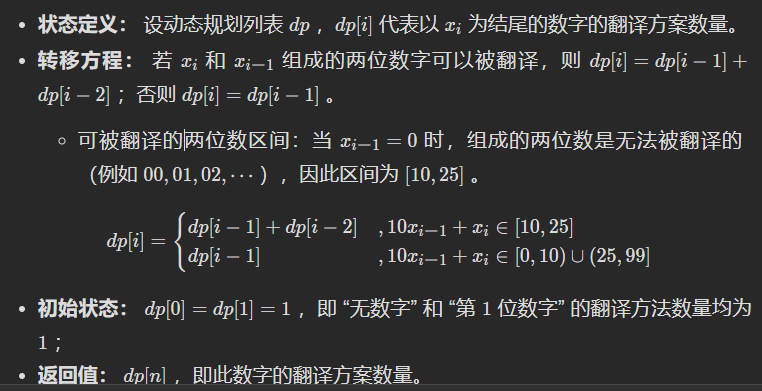 • 状态定义： 设动态规划列表 dp ，dp[i] 代表以 x_i 为结尾的数字的翻译方案数量。
• 转移方程： 若 x_i 和 x_{i−1} 组成的两位数字可以被翻译，则 dp[i] = dp[i − 1] +
dp[i − 2] ；否则 dp[i] = dp[i − 1] 。
◦ 可被翻译的两位数区间：当 x_{i−1} = 0 时，组成的两位数是无法被翻译的
（例如 00, 01, 02, ⋯ ），因此区间为 [10, 25] 。
dp[i] = { dp[i − 1] + dp[i − 2] , 10x_{i−1} + x_i ∈ [10, 25]
dp[i − 1] , 10x_{i−1} + x_i ∈ [0, 10) ∪ (25, 99]
• 初始状态： dp[0] = dp[1] = 1 ，即 “无数字” 和 “第 1 位数字” 的翻译方法数量均为
1 ；
• 返回值： dp[n] ，即此数字的翻译方案数量。